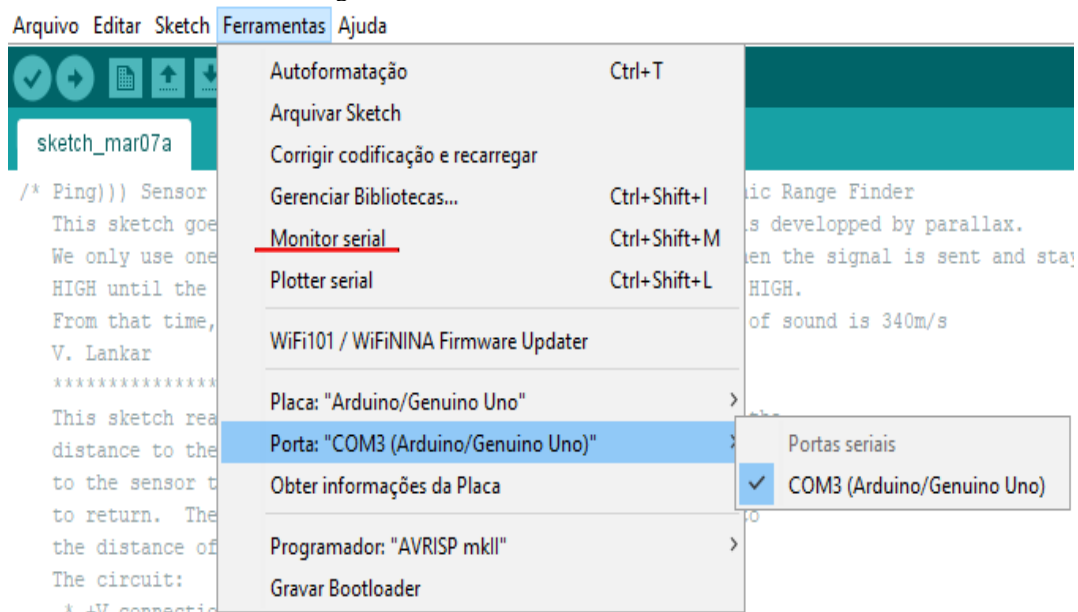 Arquivo Editar Sketch Ferramentas Ajuda
sketch_mar07a
Autoformatação Ctrl+T
Arquivar Sketch
Corrigir codificação e recarregar
Gerenciar Bibliotecas... Ctrl+Shift+I
Monitor serial Ctrl+Shift+M
Plotter serial Ctrl+Shift+L
WiFi101 / WiFiNINA Firmware Updater
Placa: "Arduino/Genuino Uno"
Porta: "COM3 (Arduino/Genuino Uno)"
Obter informações da Placa
Programador: "AVRISP mkII"
Gravar Bootloader
Portas seriais
COM3 (Arduino/Genuino Uno)
/* Ping))) Sensor
This sketch goe
We only use one
HIGH until the
From that time,
V. Lankar
***************
This sketch rea
distance to the
to the sensor t
to return. The
the distance of
The circuit:
* +V connectio
ic Range Finder
s developped by parallax.
en the signal is sent and stay
HIGH.
of sound is 340m/s